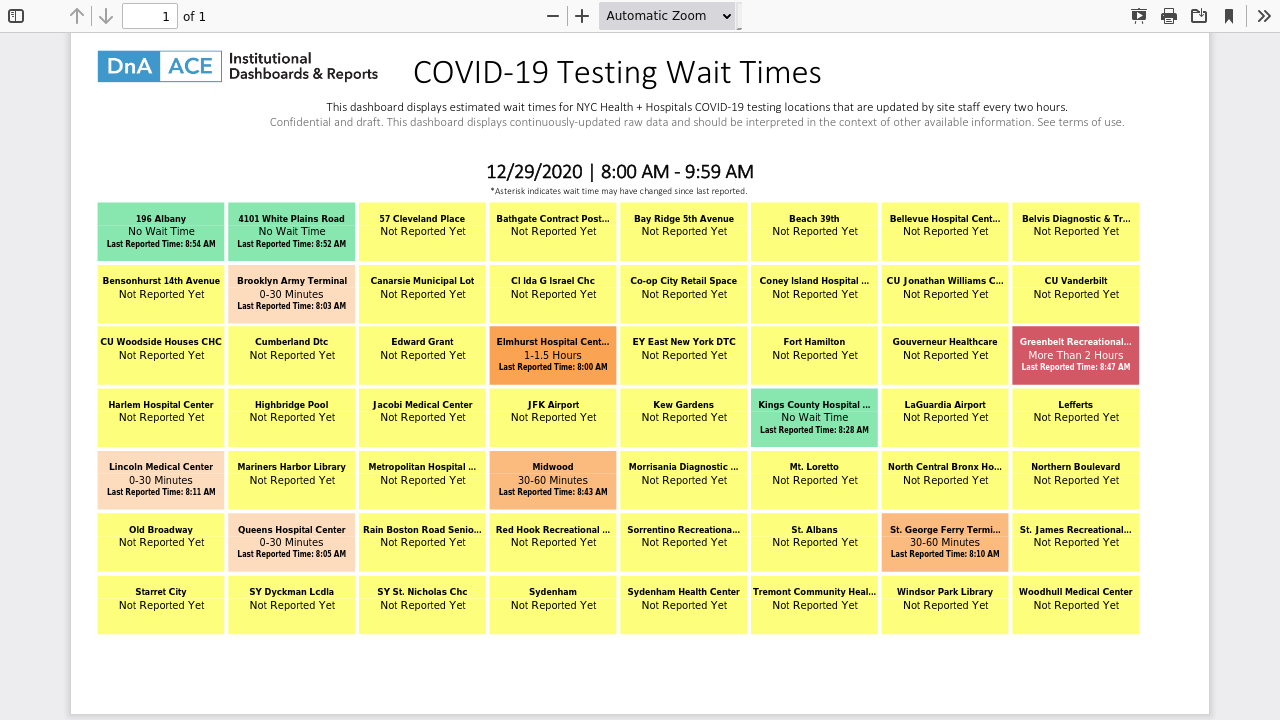 1 of 1 Automatic Zoom
DnA ACE Institutional
Dashboards & Reports
COVID-19 Testing Wait Times
This dashboard displays estimated wait times for NYC Health + Hospitals COVID-19 testing locations that are updated by site staff every two hours.
Confidential and draft. This dashboard displays continuously-updated raw data and should be interpreted in the context of other available information. See terms of use.
12/29/2020 | 8:00 AM - 9:59 AM
*Asterisk indicates wait time may have changed since last reported.
196 Albany
No Wait Time
Last Reported Time: 8:54 AM
4101 White Plains Road
No Wait Time
Last Reported Time: 8:52 AM
57 Cleveland Place
Not Reported Yet
Bathgate Contract Post...
Not Reported Yet
Bay Ridge 5th Avenue
Not Reported Yet
Beach 39th
Not Reported Yet
Bellevue Hospital Cent...
Not Reported Yet
Belvis Diagnostic & Tr...
Not Reported Yet
Bensonhurst 14th Avenue
Not Reported Yet
Brooklyn Army Terminal
0-30 Minutes
Last Reported Time: 8:03 AM
Canarsie Municipal Lot
Not Reported Yet
CI Ida G Israel Chc
Not Reported Yet
Co-op City Retail Space
Not Reported Yet
Coney Island Hospital ...
Not Reported Yet
CU Jonathan Williams C...
Not Reported Yet
CU Vanderbilt
Not Reported Yet
CU Woodside Houses CHC
Not Reported Yet
Cumberland Dtc
Not Reported Yet
Edward Grant
Not Reported Yet
Elmhurst Hospital Cent...
1-1.5 Hours
Last Reported Time: 8:00 AM
EY East New York DTC
Not Reported Yet
Fort Hamilton
Not Reported Yet
Gouverneur Healthcare
Not Reported Yet
Greenbelt Recreational...
More Than 2 Hours
Last Reported Time: 8:47 AM
Harlem Hospital Center
Not Reported Yet
Highbridge Pool
Not Reported Yet
Jacobi Medical Center
Not Reported Yet
JFK Airport
Not Reported Yet
Kew Gardens
Not Reported Yet
Kings County Hospital ...
No Wait Time
Last Reported Time: 8:28 AM
LaGuardia Airport
Not Reported Yet
Lefferts
Not Reported Yet
Lincoln Medical Center
0-30 Minutes
Last Reported Time: 8:11 AM
Mariners Harbor Library
Not Reported Yet
Metropolitan Hospital ...
Not Reported Yet
Midwood
30-60 Minutes
Last Reported Time: 8:43 AM
Morrisania Diagnostic ...
Not Reported Yet
Mt. Loretto
Not Reported Yet
North Central Bronx Ho...
Not Reported Yet
Northern Boulevard
Not Reported Yet
Old Broadway
Not Reported Yet
Queens Hospital Center
0-30 Minutes
Last Reported Time: 8:05 AM
Rain Boston Road Senio...
Not Reported Yet
Red Hook Recreational ...
Not Reported Yet
Sorrentino Recreationa...
Not Reported Yet
St. Albans
Not Reported Yet
St. George Ferry Termi...
30-60 Minutes
Last Reported Time: 8:10 AM
St. James Recreational...
Not Reported Yet
Starret City
Not Reported Yet
SY Dyckman Lcdla
Not Reported Yet
SY St. Nicholas Chc
Not Reported Yet
Sydenham
Not Reported Yet
Sydenham Health Center
Not Reported Yet
Tremont Community Heal...
Not Reported Yet
Windsor Park Library
Not Reported Yet
Woodhull Medical Center
Not Reported Yet